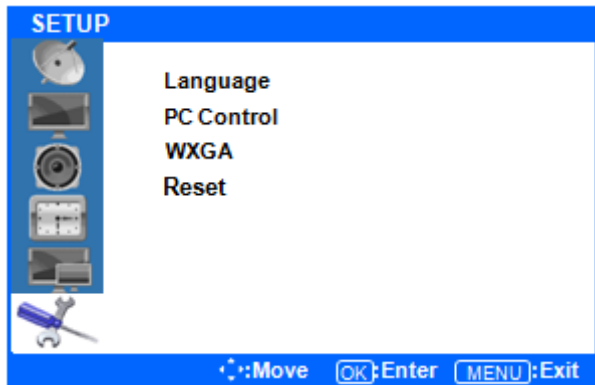 SETUP
Language
PC Control
WXGA
Reset
:Move OK:Enter MENU:Exit